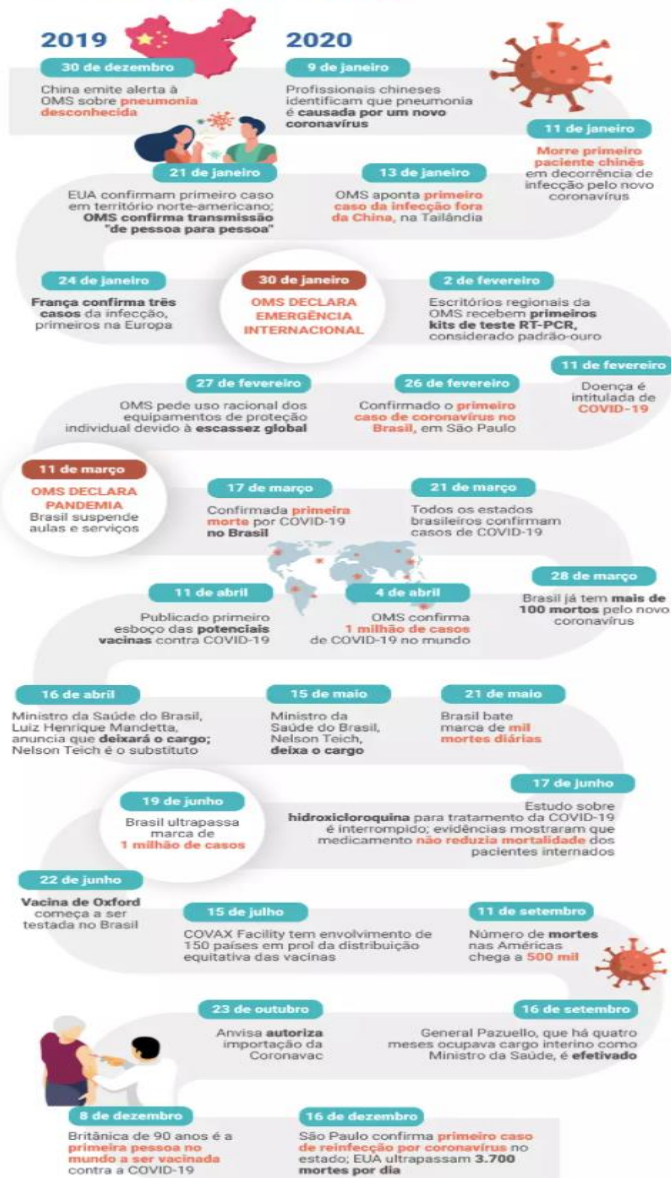 2019
30 de dezembro
China emite alerta à
OMS sobre pneumonia
desconhecida
2020
9 de janeiro
Profissionais chineses
identificam que pneumonia
é causada por um novo
coronavírus
11 de janeiro
Morre primeiro
paciente chinês
em decorrência de
infecção pelo novo
coronavírus
13 de janeiro
OMS aponta primeiro
caso da infecção fora
da China, na Tailândia
21 de janeiro
EUA confirmam primeiro caso
em território norte-americano;
OMS confirma transmissão
"de pessoa para pessoa"
24 de janeiro
França confirma três
casos da infecção,
primeiros na Europa
30 de janeiro
OMS DECLARA
EMERGÊNCIA
INTERNACIONAL
2 de fevereiro
Escritórios regionais da
OMS recebem primeiros
kits de teste RT-PCR,
considerado padrão-ouro
11 de fevereiro
Doença é
intitulada de
COVID-19
26 de fevereiro
Confirmado o primeiro
caso de coronavírus no
Brasil, em São Paulo
27 de fevereiro
OMS pede uso racional dos
equipamentos de proteção
individual devido à escassez global
11 de março
OMS DECLARA
PANDEMIA
Brasil suspende
aulas e serviços
17 de março
Confirmada primeira
morte por COVID-19
no Brasil
21 de março
Todos os estados
brasileiros confirmam
casos de COVID-19
28 de março
Brasil já tem mais de
100 mortos pelo novo
coronavírus
4 de abril
OMS confirma
1 milhão de casos
de COVID-19 no mundo
11 de abril
Publicado primeiro
esboço das potenciais
vacinas contra COVID-19
16 de abril
Ministro da Saúde do Brasil,
Luiz Henrique Mandetta,
anuncia que deixará o cargo;
Nelson Teich é o substituto
15 de maio
Ministro da
Saúde do Brasil,
Nelson Teich,
deixa o cargo
21 de maio
Brasil bate
marca de mil
mortes diárias
17 de junho
Estudo sobre
hidroxicloroquina para tratamento da COVID-19
é interrompido; evidências mostraram que
medicamento não reduzia mortalidade dos
pacientes internados
19 de junho
Brasil ultrapassa
marca de
1 milhão de casos
22 de junho
Vacina de Oxford
começa a ser
testada no Brasil
15 de julho
COVAX Facility tem envolvimento de
150 países em prol da distribuição
equitativa das vacinas
11 de setembro
Número de mortes
nas Américas
chega a 500 mil
16 de setembro
General Pazuello, que há quatro
meses ocupava cargo interino como
Ministro da Saúde, é efetivado
23 de outubro
Anvisa autoriza
importação da
Coronavac
8 de dezembro
Britânica de 90 anos é a
primeira pessoa no
mundo a ser vacinada
contra a COVID-19
16 de dezembro
São Paulo confirma primeiro caso
de reinfecção por coronavírus no
estado; EUA ultrapassam 3.700
mortes por dia